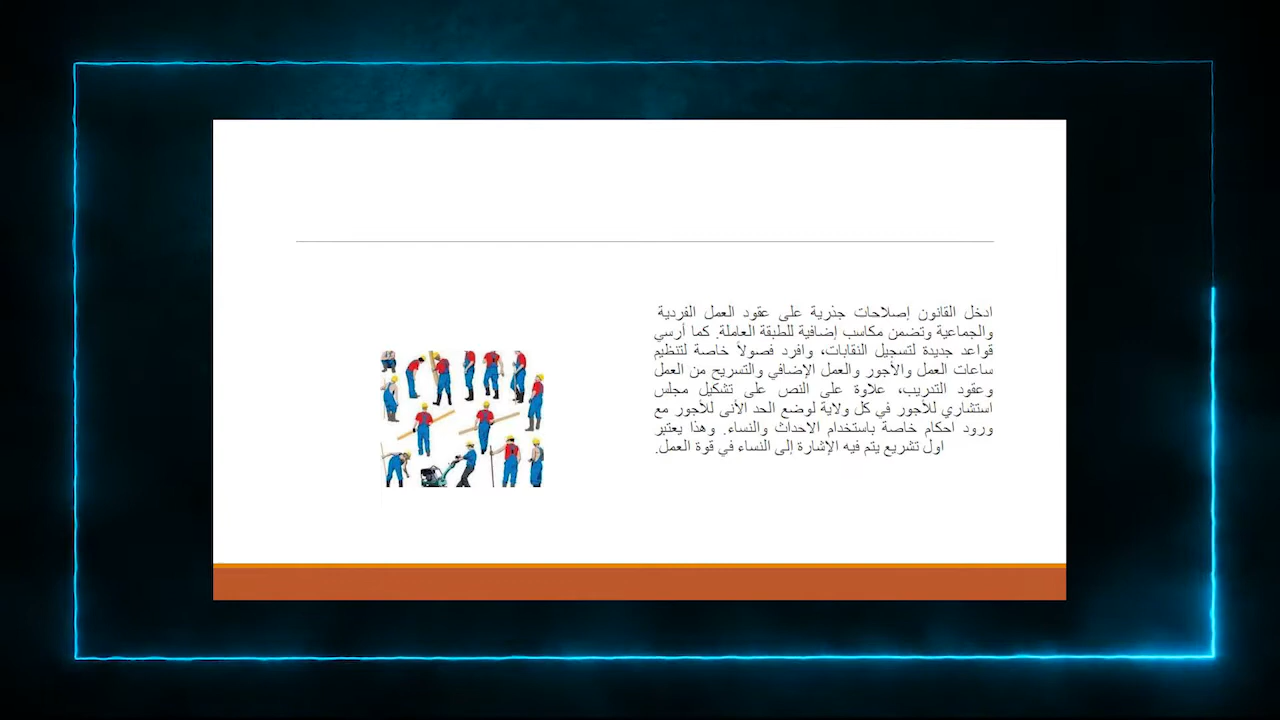 ادخل القانون إصلاحات جذرية على عقود العمل الفردية
والجماعية وتضمن مكاسب إضافية للطبقة العاملة. كما أرسي
قواعد جديدة لتسجيل النقابات، وافرد فصولاً خاصة لتنظيم
ساعات العمل والأجور والعمل الإضافي والتسريح من العمل
وعقود التدريب، علاوة على النص على تشكيل مجلس
استشاري للأجور في كل ولاية لوضع الحد الأنى للأجور مع
ورود احكام خاصة باستخدام الاحداث والنساء. وهذا يعتبر
اول تشريع يتم فيه الإشارة إلى النساء في قوة العمل.